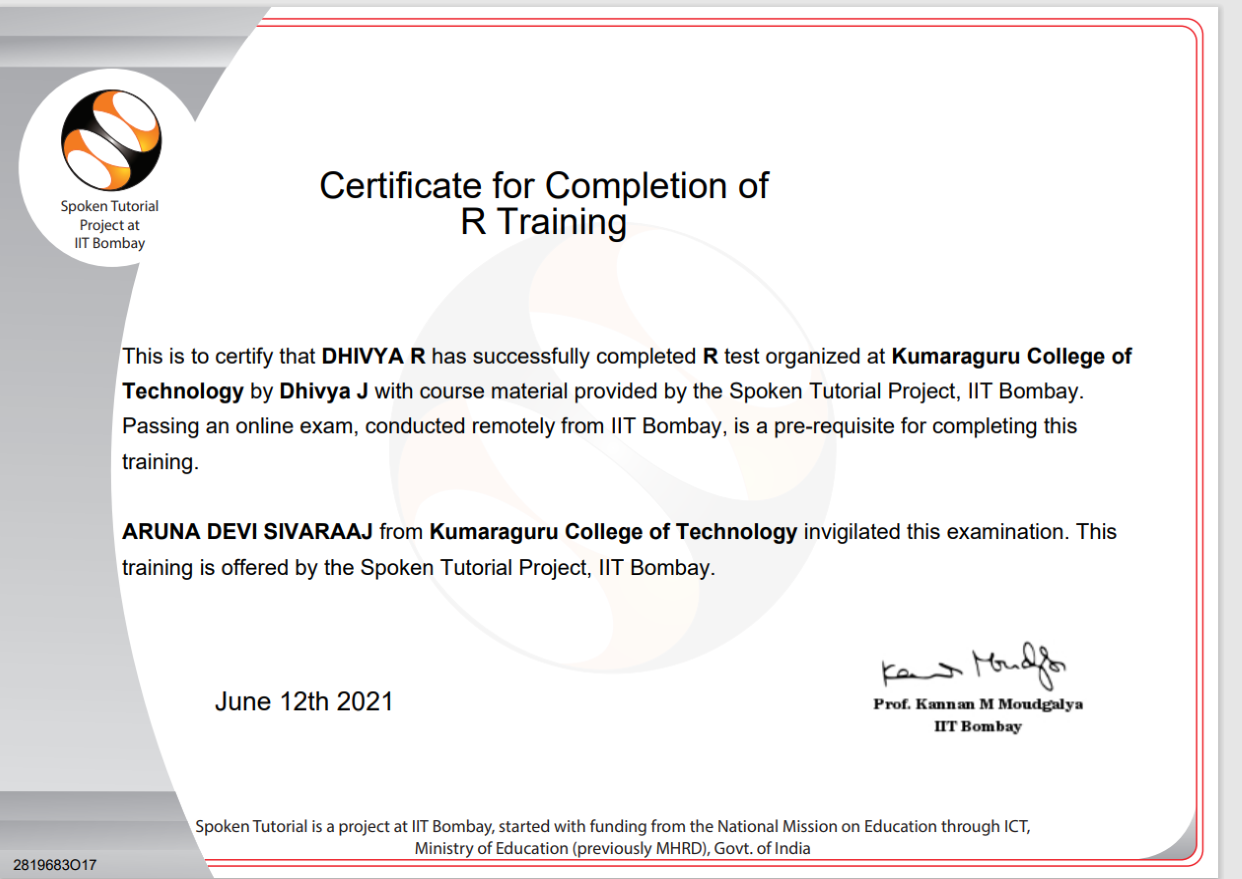 Spoken Tutorial
Project at
IIT Bombay
Certificate for Completion of
R Training
This is to certify that DHIVYA R has successfully completed R test organized at Kumaraguru College of
Technology by Dhivya J with course material provided by the Spoken Tutorial Project, IIT Bombay.
Passing an online exam, conducted remotely from IIT Bombay, is a pre-requisite for completing this
training.
ARUNA DEVI SIVARAAJ from Kumaraguru College of Technology invigilated this examination. This
training is offered by the Spoken Tutorial Project, IIT Bombay.
June 12th 2021
Prof. Kannan M Moudgalya
IIT Bombay
Spoken Tutorial is a project at IIT Bombay, started with funding from the National Mission on Education through ICT,
Ministry of Education (previously MHRD), Govt. of India
2819683O17